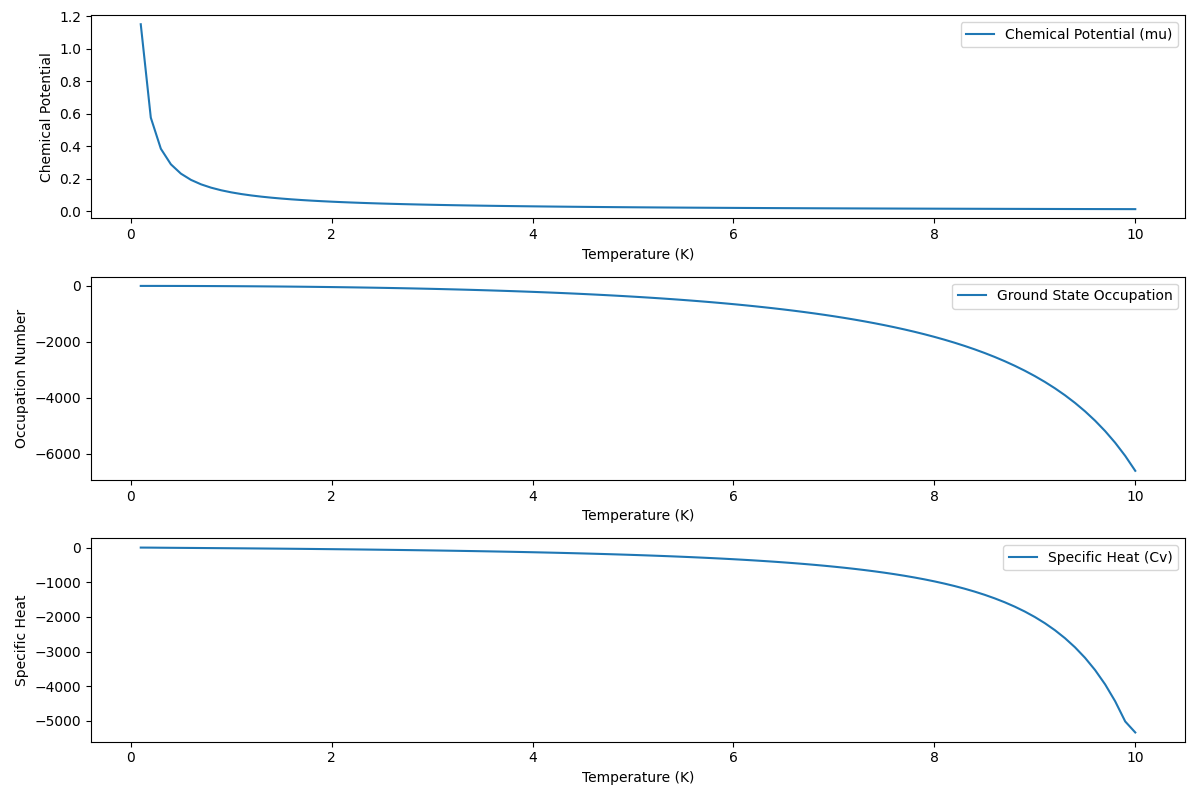 1.2
1.0
0.8
0.6
0.4
0.2
0.0
Chemical Potential
Chemical Potential (mu)
0 2 4 6 8 10
Temperature (K)
0
−2000
−4000
−6000
Occupation Number
Ground State Occupation
0 2 4 6 8 10
Temperature (K)
0
−1000
−2000
−3000
−4000
−5000
Specific Heat
Specific Heat (Cv)
0 2 4 6 8 10
Temperature (K)